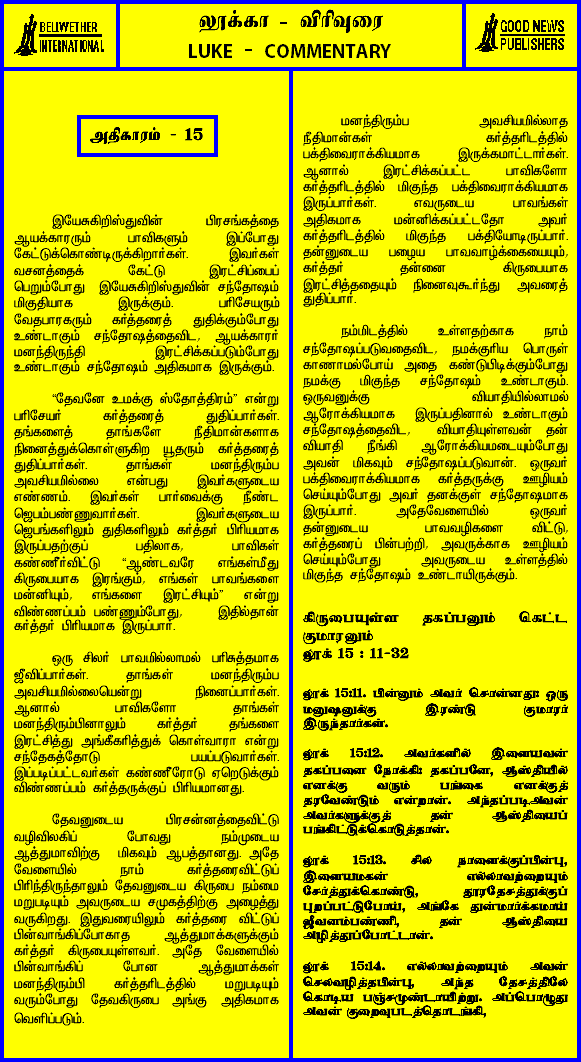 BELLWETHER
INTERNATIONAL
லூக்கா - விரிவுரை
LUKE - COMMENTARY
GOOD NEWS
PUBLISHERS
அதிகாரம் - 15
இயேசுகிறிஸ்துவின் பிரசங்கத்தை
ஆயக்காரரும் பாவிகளும் இப்போது
கேட்டுக்கொண்டிருக்கிறார்கள். இவர்கள்
வசனத்தைக் கேட்டு இரட்சிப்பைப்
பெறும்போது இயேசுகிறிஸ்துவின் சந்தோஷம்
மிகுதியாக இருக்கும். பரிசேயரும்
வேதபாரகரும் கர்த்தரைத் துதிக்கும்போது
உண்டாகும் சந்தோஷத்தைவிட, ஆயக்காரர்
மனந்திருந்தி இரட்சிக்கப்படும்போது
உண்டாகும் சந்தோஷம் அதிகமாக இருக்கும்.
“தேவனே உமக்கு ஸ்தோத்திரம்” என்று
பரிசேயர் கர்த்தரைத் துதிப்பார்கள்.
தங்களைத் தாங்களே நீதிமான்களாக
நினைத்துக்கொள்ளுகிற யூதரும் கர்த்தரைத்
துதிப்பார்கள். தாங்கள் மனந்திரும்ப
அவசியமில்லை என்பது இவர்களுடைய
எண்ணம். இவர்கள் பார்வைக்கு நீண்ட
ஜெபம்பண்ணுவார்கள். இவர்களுடைய
ஜெபங்களிலும் துதிகளிலும் கர்த்தர் பிரியமாக
இருப்பதற்குப் பதிலாக, பாவிகள்
கண்ணீர்விட்டு “ஆண்டவரே எங்கள்மீது
கிருபையாக இரங்கும், எங்கள் பாவங்களை
மன்னியும், எங்களை இரட்சியும்” என்று
விண்ணப்பம் பண்ணும்போது, இதில்தான்
கர்த்தர் பிரியமாக இருப்பார்.
ஒரு சிலர் பாவமில்லாமல் பரிசுத்தமாக
ஜீவிப்பார்கள். தாங்கள் மனந்திரும்ப
அவசியமில்லையென்று நினைப்பார்கள்.
ஆனால் பாவிகளோ தாங்கள்
மனந்திரும்பினாலும் கர்த்தர் தங்களை
இரட்சித்து அங்கீகரித்துக் கொள்வாரா என்று
சந்தேகத்தோடு பயப்படுவார்கள்.
இப்படிப்பட்டவர்கள் கண்ணீரோடு ஏறெடுக்கும்
விண்ணப்பம் கர்த்தருக்குப் பிரியமானது.
தேவனுடைய பிரசன்னத்தைவிட்டு
வழிவிலகிப் போவது நம்முடைய
ஆத்துமாவிற்கு மிகவும் ஆபத்தானது. அதே
வேளையில் நாம் கர்த்தரைவிட்டுப்
பிரிந்திருந்தாலும் தேவனுடைய கிருபை நம்மை
மறுபடியும் அவருடைய சமுகத்திற்கு அழைத்து
வருகிறது. இதுவரையிலும் கர்த்தரை விட்டுப்
பின்வாங்கிப்போகாத ஆத்துமாக்களுக்கும்
கர்த்தர் கிருபையுள்ளவர். அதே வேளையில்
பின்வாங்கிப் போன ஆத்துமாக்கள்
மனந்திரும்பி கர்த்தரிடத்தில் மறுபடியும்
வரும்போது தேவகிருபை அங்கு அதிகமாக
வெளிப்படும்.
மனந்திரும்ப அவசியமில்லாத
நீதிமான்கள் கர்த்தரிடத்தில்
பக்திவைராக்கியமாக இருக்கமாட்டார்கள்.
ஆனால் இரட்சிக்கப்பட்ட பாவிகளோ
கர்த்தரிடத்தில் மிகுந்த பக்திவைராக்கியமாக
இருப்பார்கள். எவருடைய பாவங்கள்
அதிகமாக மன்னிக்கப்பட்டதோ அவர்
கர்த்தரிடத்தில் மிகுந்த பக்தியோடிருப்பார்.
தன்னுடைய பழைய பாவவாழ்க்கையையும்,
கர்த்தர் தன்னை கிருபையாக
இரட்சித்ததையும் நினைவுகூர்ந்து அவரைத்
துதிப்பார்.
நம்மிடத்தில் உள்ளதற்காக நாம்
சந்தோஷப்படுவதைவிட, நமக்குரிய பொருள்
காணாமல்போய் அதை கண்டுபிடிக்கும்போது
நமக்கு மிகுந்த சந்தோஷம் உண்டாகும்.
ஒருவனுக்கு வியாதியில்லாமல்
ஆரோக்கியமாக இருப்பதினால் உண்டாகும்
சந்தோஷத்தைவிட, வியாதியுள்ளவன் தன்
வியாதி நீங்கி ஆரோக்கியமடையும்போது
அவன் மிகவும் சந்தோஷப்படுவான். ஒருவர்
பக்திவைராக்கியமாக கர்த்தருக்கு ஊழியம்
செய்யும்போது அவர் தனக்குள் சந்தோஷமாக
இருப்பார். அதேவேளையில் ஒருவர்
தன்னுடைய பாவவழிகளை விட்டு,
கர்த்தரைப் பின்பற்றி, அவருக்காக ஊழியம்
செய்யும்போது அவருடைய உள்ளத்தில்
மிகுந்த சந்தோஷம் உண்டாயிருக்கும்.
கிருபையுள்ள தகப்பனும் கெட்ட
குமாரனும்
லூக் 15 : 11-32
லூக் 15:11. பின்னும் அவர் சொன்னது: ஒரு
மனுஷனுக்கு இரண்டு குமாரர்
இருந்தார்கள்.
லூக் 15:12. அவர்களில் இளையவன்
தகப்பனை நோக்கி: தகப்பனே, ஆஸ்தியில்
எனக்கு வரும் பங்கை எனக்குத்
தரவேண்டும் என்றான். அந்தப்படி.அவன்
அவர்களுக்குத் தன் ஆஸ்தியைப்
பங்கிட்டுக்கொடுத்தான்.
லூக் 15:13. சில நாளைக்குப்பின்பு,
இளையமகன் எல்லாவற்றையும்
சேர்த்துக்கொண்டு, தூரதேசத்துக்குப்
புறப்பட்டுபோய், அங்கே துன்மார்க்கமாய்
ஜீவனம்பண்ணி, தன் ஆஸ்தியை
அழித்துப்போட்டான்.
லூக் 15:14. எல்லாவற்றையும் அவன்
செலவழித்தபின்பு, அந்த தேசத்திலே
கொடிய பஞ்சமுண்டாயிற்று. அப்பொழுது
அவன் குறைவுபடத்தொடங்கி,